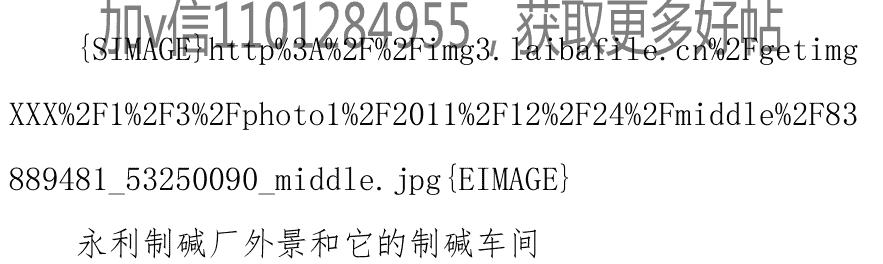 加v信1101284955，获取更多好帖
{SIMAGE}http%3A%2F%2Fimg3.laibafile.cn%2Fgetimg
XXX%2F1%2F3%2Fphoto1%2F2011%2F12%2F24%2Fmiddle%2F83
889481_53250090_middle.jpg{EIMAGE}
永利制碱厂外景和它的制碱车间